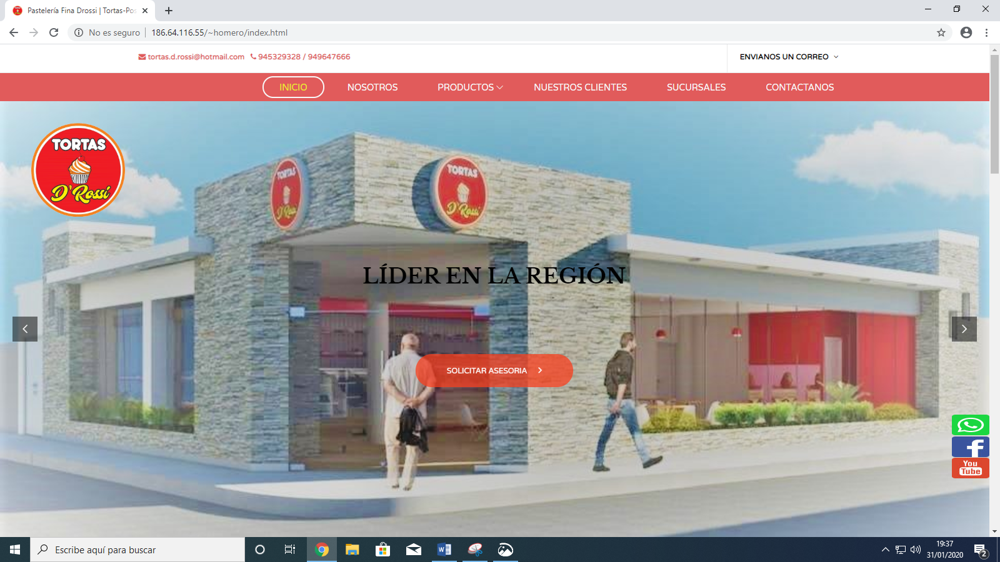 Pastelería Fina Drossi | Tortas-Pos
No es seguro
186.64.116.55/~homero/index.html
tortas.d.rossi@hotmail.com 945329328 / 949647666
ENVIANOS UN CORREO
INICIO NOSOTROS PRODUCTOS NUESTROS CLIENTES SUCURSALES CONTACTANOS
TORTAS
D'Rossi
TORTAS
D'Rossi
TORTAS
D'Rossi
LÍDER EN LA REGIÓN
SOLICITAR ASESORIA
f
You
Tube
Escribe aquí para buscar
W
19:37
31/01/2020
2